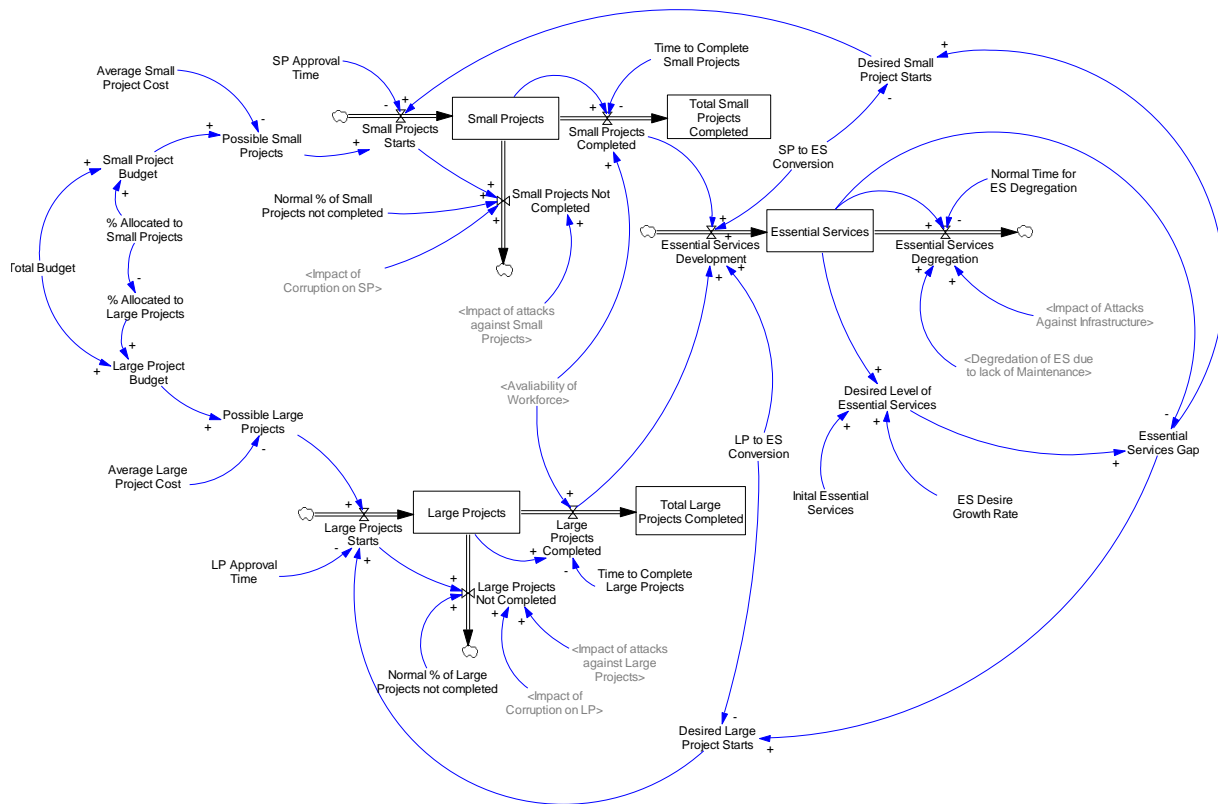 SP Approval
Time
Average Small
Project Cost
Time to Complete
Small Projects
Desired Small
Project Starts
Small Projects
Total Small
Projects
Completed
Small Projects
Starts
Small Projects
Completed
Possible Small
Projects
Small Project
Budget
SP to ES
Conversion
Normal Time for
ES Degregation
Normal % of Small
Projects not completed
Small Projects Not
Completed
% Allocated to
Small Projects
Essential Services
Development
Essential Services
Essential Services
Degregation
Total Budget
<Impact of
Corruption on SP>
% Allocated to
Large Projects
<Impact of attacks
against Small
Projects>
<Impact of Attacks
Against Infrastructure>
<Degredation of ES due
to lack of Maintenance>
Large Project
Budget
<Avaliability of
Workforce>
Desired Level of
Essential Services
Possible Large
Projects
LP to ES
Conversion
Essential
Services Gap
Average Large
Project Cost
Inital Essential
Services
ES Desire
Growth Rate
Large Projects
Total Large
Projects Completed
Large Projects
Starts
Large
Projects
Completed
LP Approval
Time
Time to Complete
Large Projects
Large Projects
Not Completed
Normal % of Large
Projects not completed
<Impact of attacks
against Large
Projects>
<Impact of
Corruption on LP>
Desired Large
Project Starts